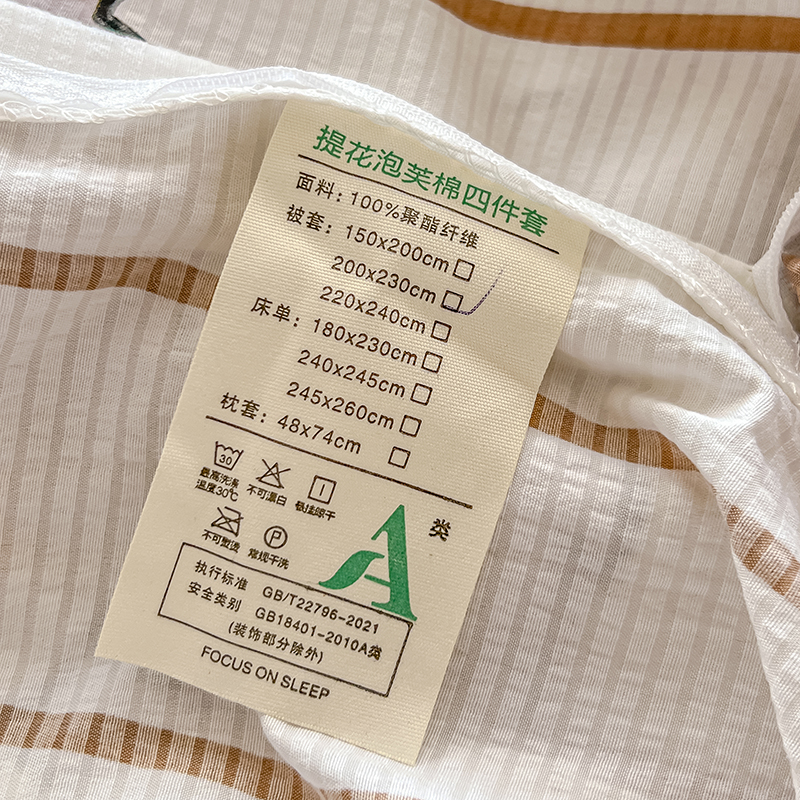 提花泡芙棉四件套
面料：100%聚酯纤维
被套：150x200cm
200x230cm
220x240cm
床单：180x230cm
240x245cm
245x260cm
枕套：48x74cm
30
最高洗涤
温度30℃
不可漂白
悬挂晾干
不可熨烫
P
常规干洗
A类
执行标准 GB/T22796-2021
安全类别 GB18401-2010A类
(装饰部分除外)
FOCUS ON SLEEP